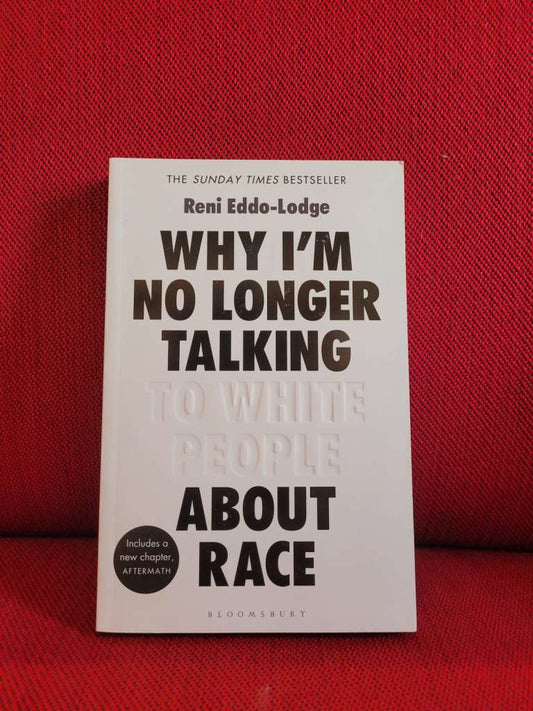 THE SUNDAY TIMES BESTSELLER
Reni Eddo-Lodge
WHY I'M
NO LONGER
TALKING
TO WHITE
PEOPLE
ABOUT
RACE
Includes a
new chapter,
AFTERMATH
BLOOMSBURY